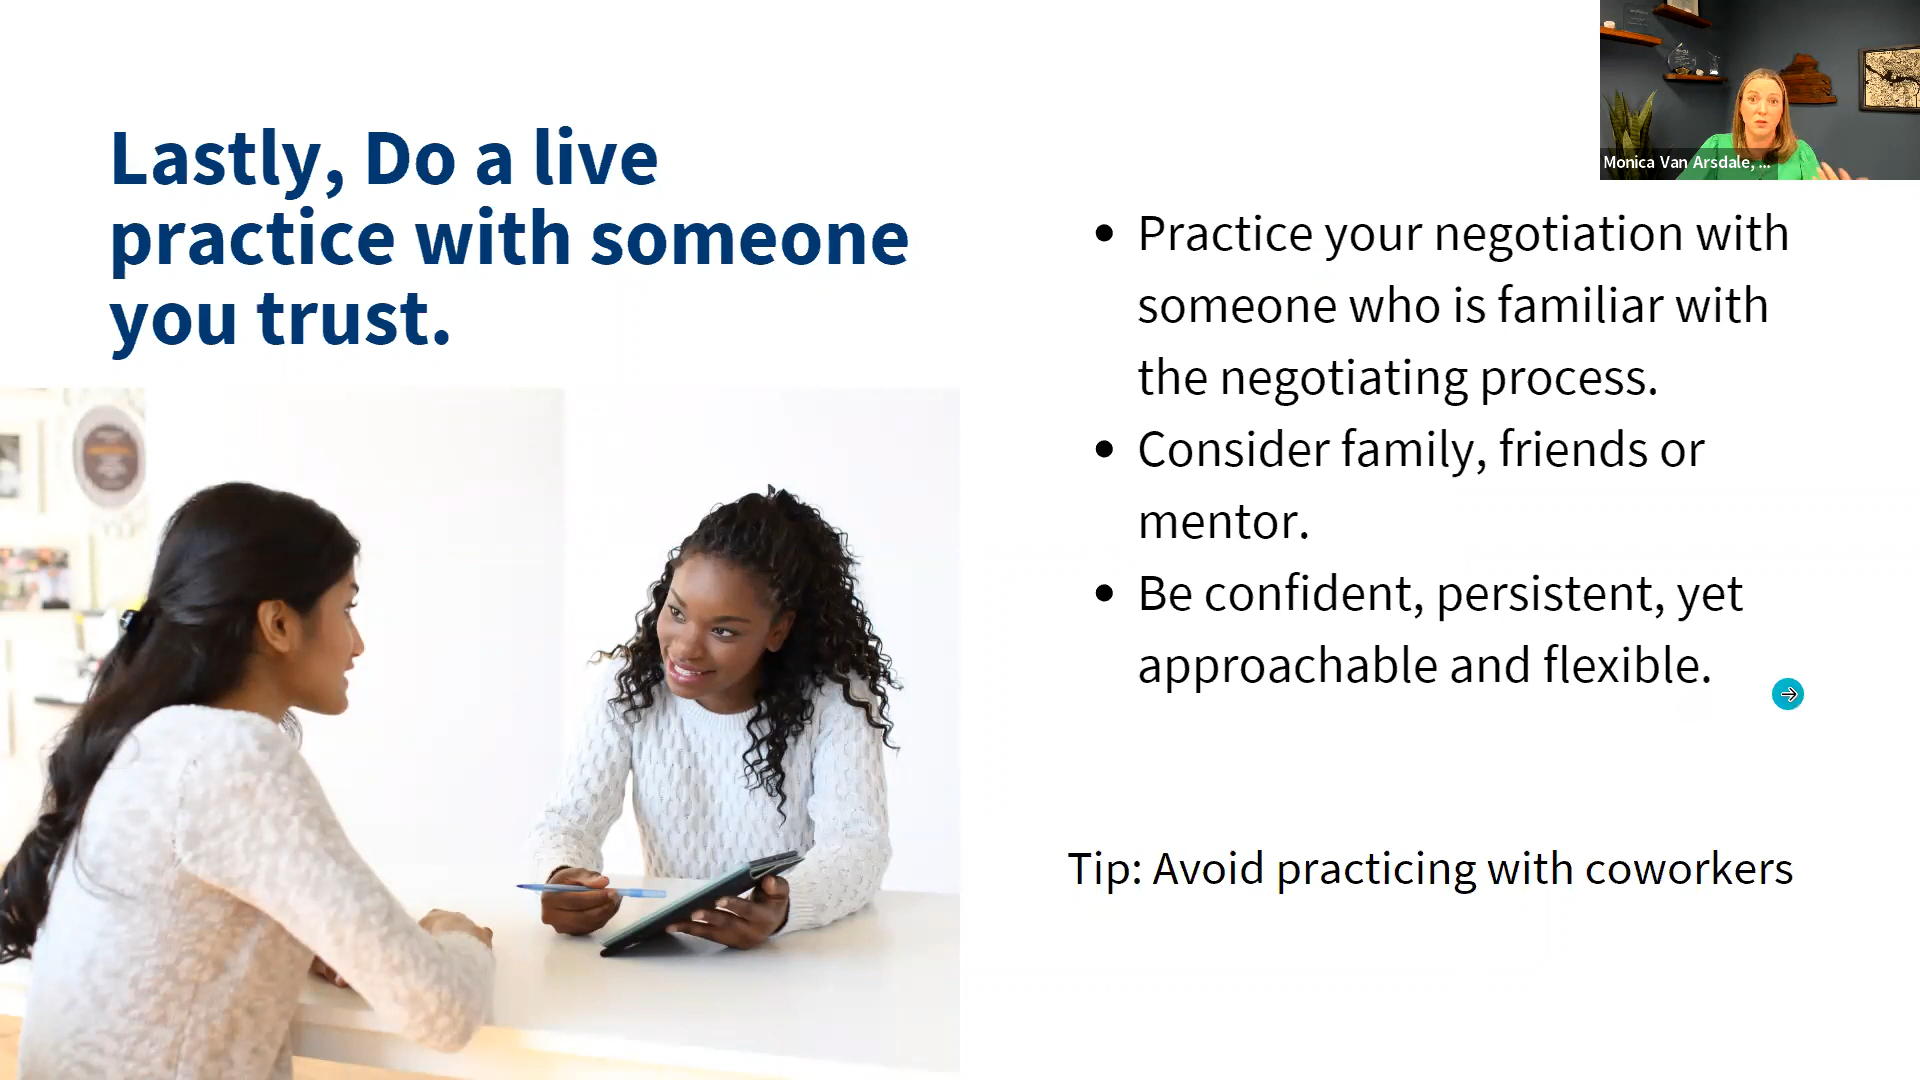 Lastly, Do a live
practice with someone
you trust.
Monica Van Arsdale, ...
• Practice your negotiation with
someone who is familiar with
the negotiating process.
• Consider family, friends or
mentor.
• Be confident, persistent, yet
approachable and flexible.
Tip: Avoid practicing with coworkers